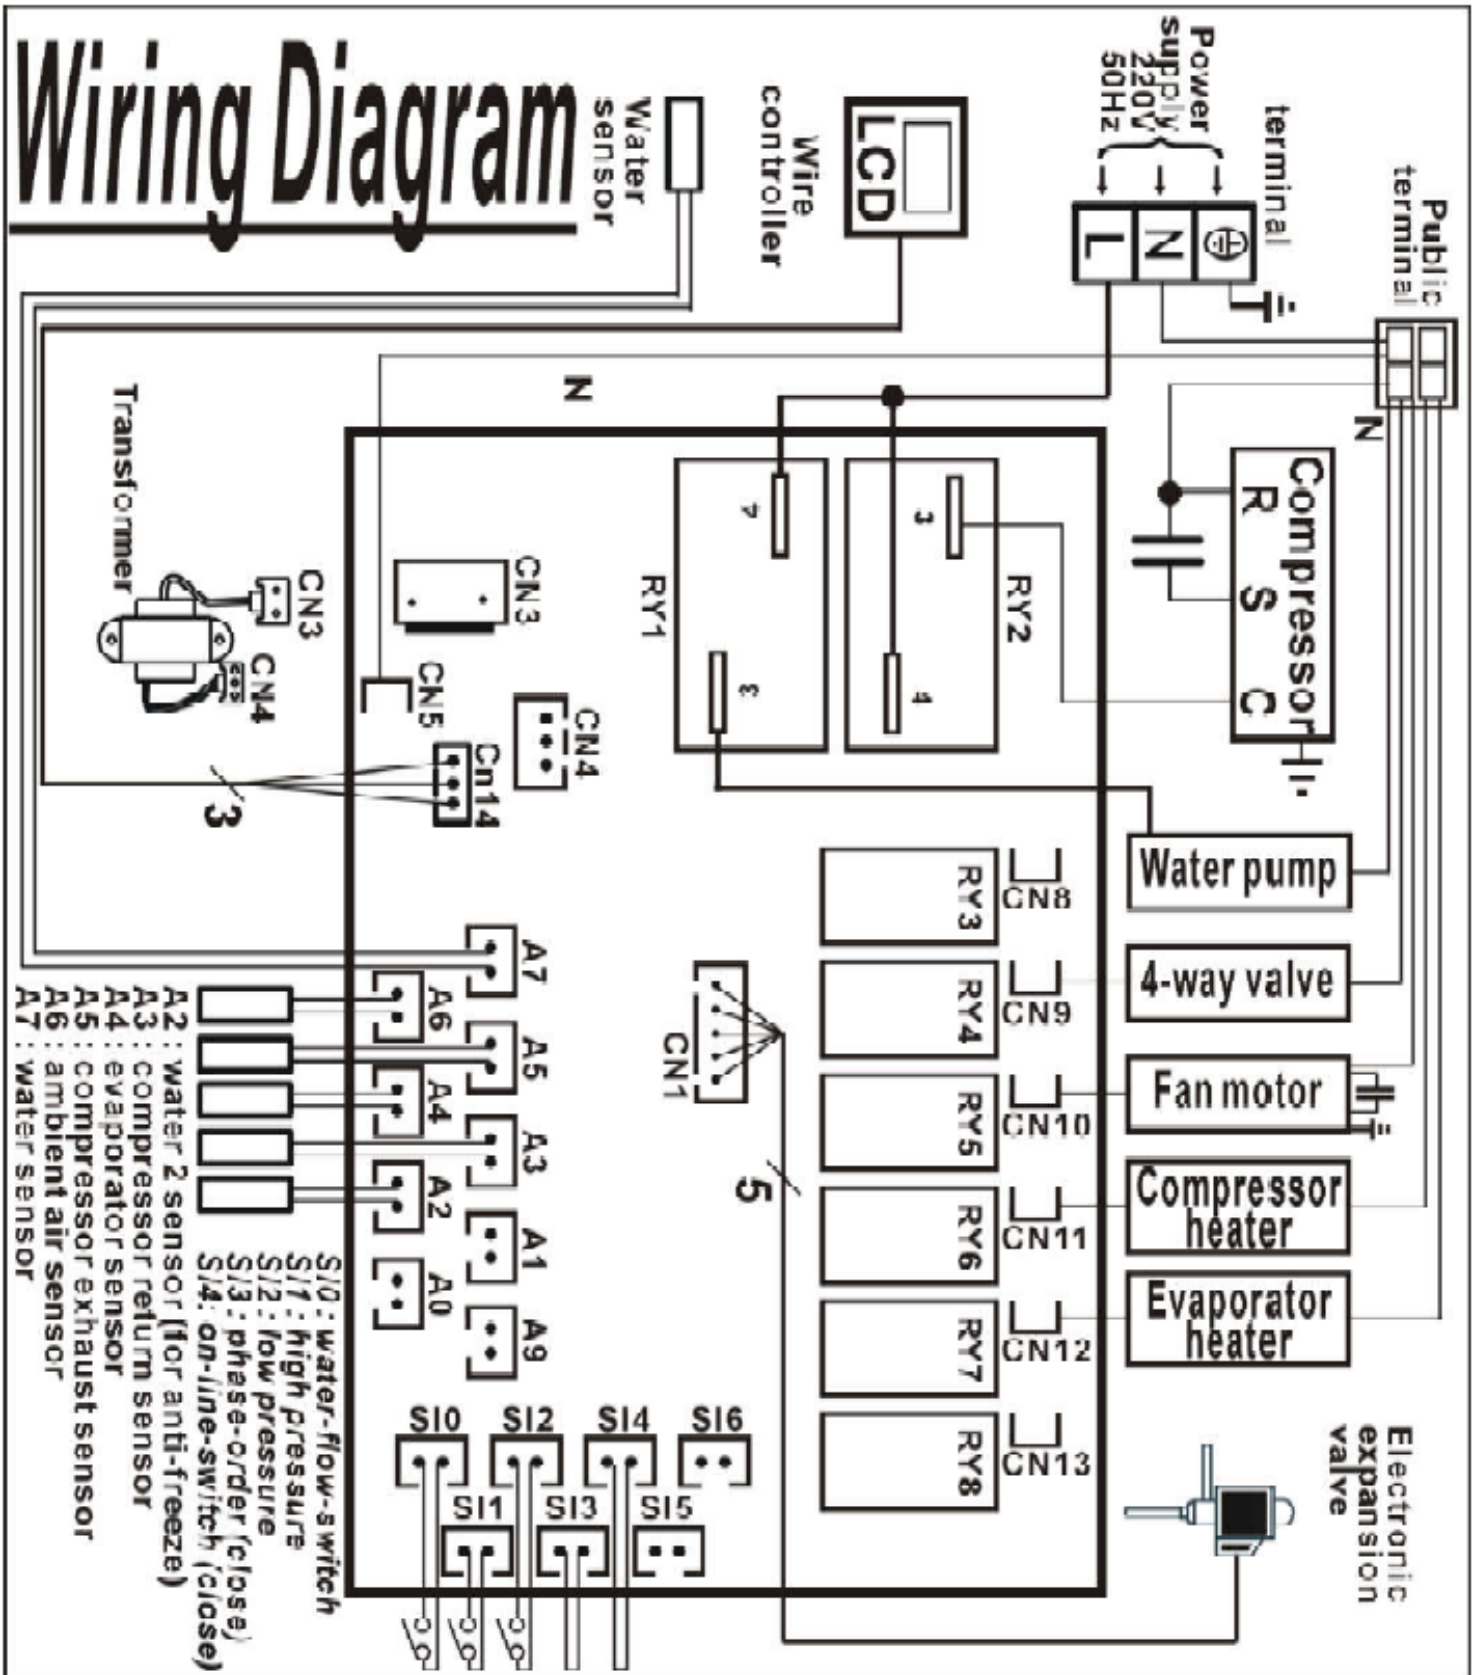 Wiring Diagram
Water
sensor
Wire
controller
LCD
Power
supply
220V
50Hz
terminal
L
N
Public
terminal
N
N
Compressor
R S C
Transformer
CN3
CN4
CN3
CN5
CN4
Cn14
3
RY1
3
RY2
3
4
Water pump
4-way valve
Fan motor
Compressor
heater
Evaporator
heater
RY3
CN8
RY4
CN9
RY5
CN10
RY6
CN11
RY7
CN12
RY8
CN13
CN1
5
A7
A6
A5
A4
A3
A2
A1
A0
A9
SI0
SI2
SI4
SI6
SI1
SI3
SI5
Electronic
expansion
valve
SI0: water-flow-switch
SI1: high pressure
SI2: low pressure
SI3: phase-order (close)
SI4: on-line-switch (close)
A2: water 2 sensor (for anti-freeze)
A3: compressor return sensor
A4: evaporator sensor
A5: compressor exhaust sensor
A6: ambient air sensor
A7: water sensor